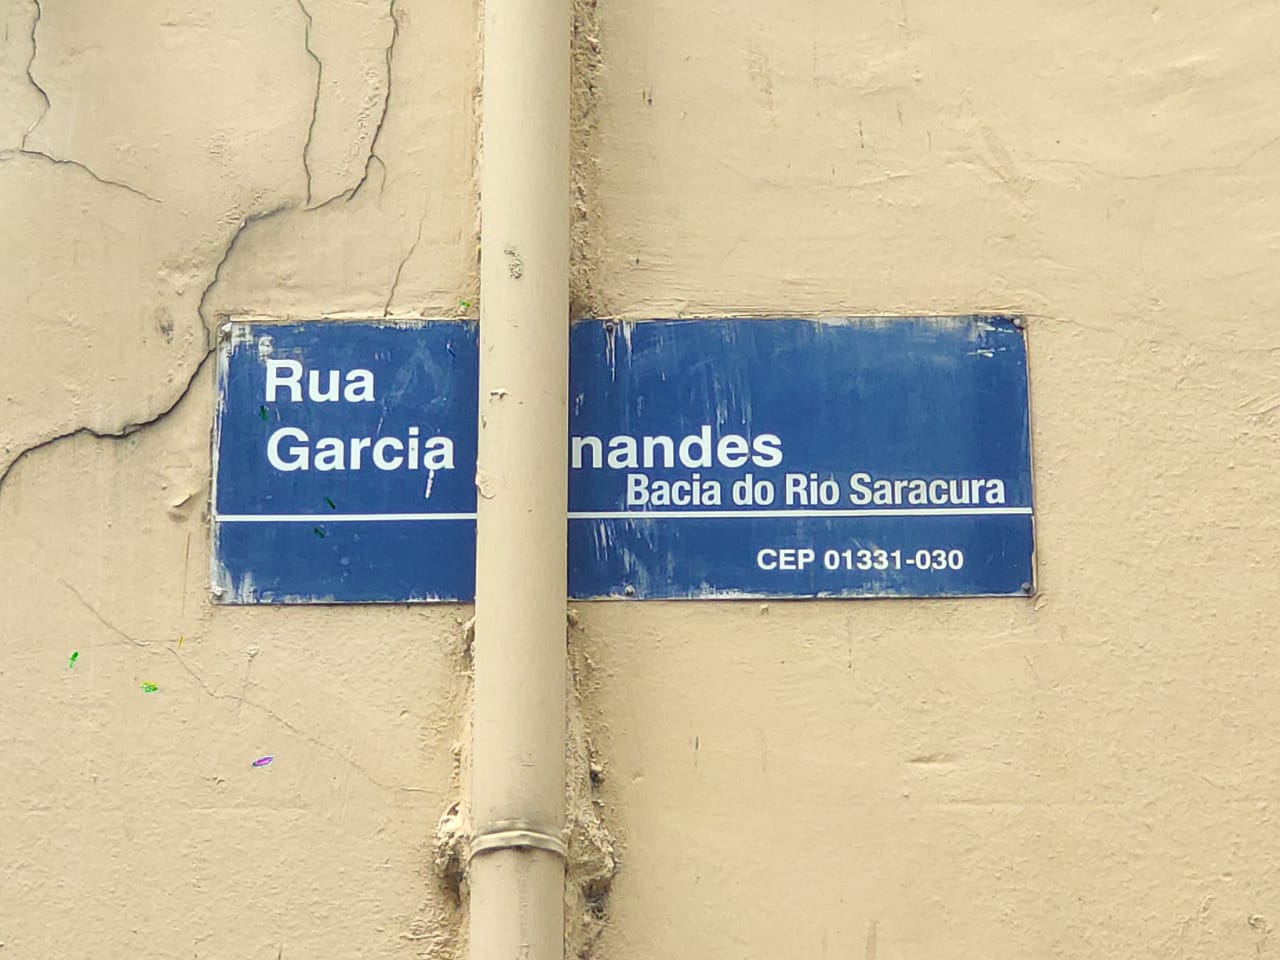 Rua
Garcia nandes
Bacia do Rio Saracura
CEP 01331-030